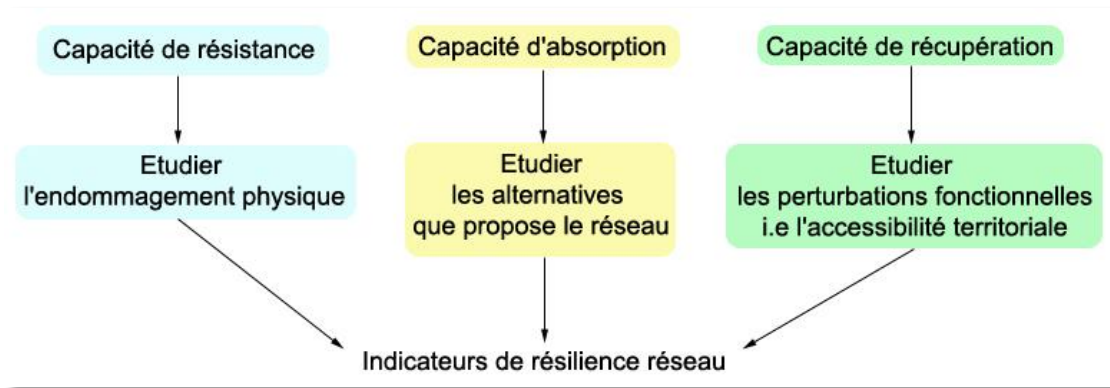 Capacité de résistance
Capacité d'absorption
Capacité de récupération
Etudier
l'endommagement physique
Etudier
les alternatives
que propose le réseau
Etudier
les perturbations fonctionnelles
i.e l'accessibilité territoriale
Indicateurs de résilience réseau